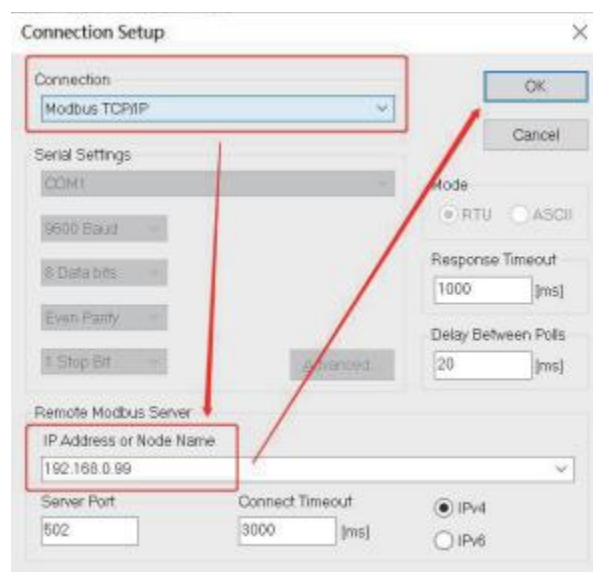 Connection Setup
Connection
Modbus TCP/IP
OK
Cancel
Serial Settings
COM1
Mode
RTU
ASCII
9600 Baud
8 Data bits
Response Timeout
1000 [ms]
Even Parity
Delay Between Polls
1 Stop Bit
Advanced...
20 [ms]
Remote Modbus Server
IP Address or Node Name
192.168.0.99
Server Port
Connect Timeout
IPv4
502
3000 [ms]
IPv6